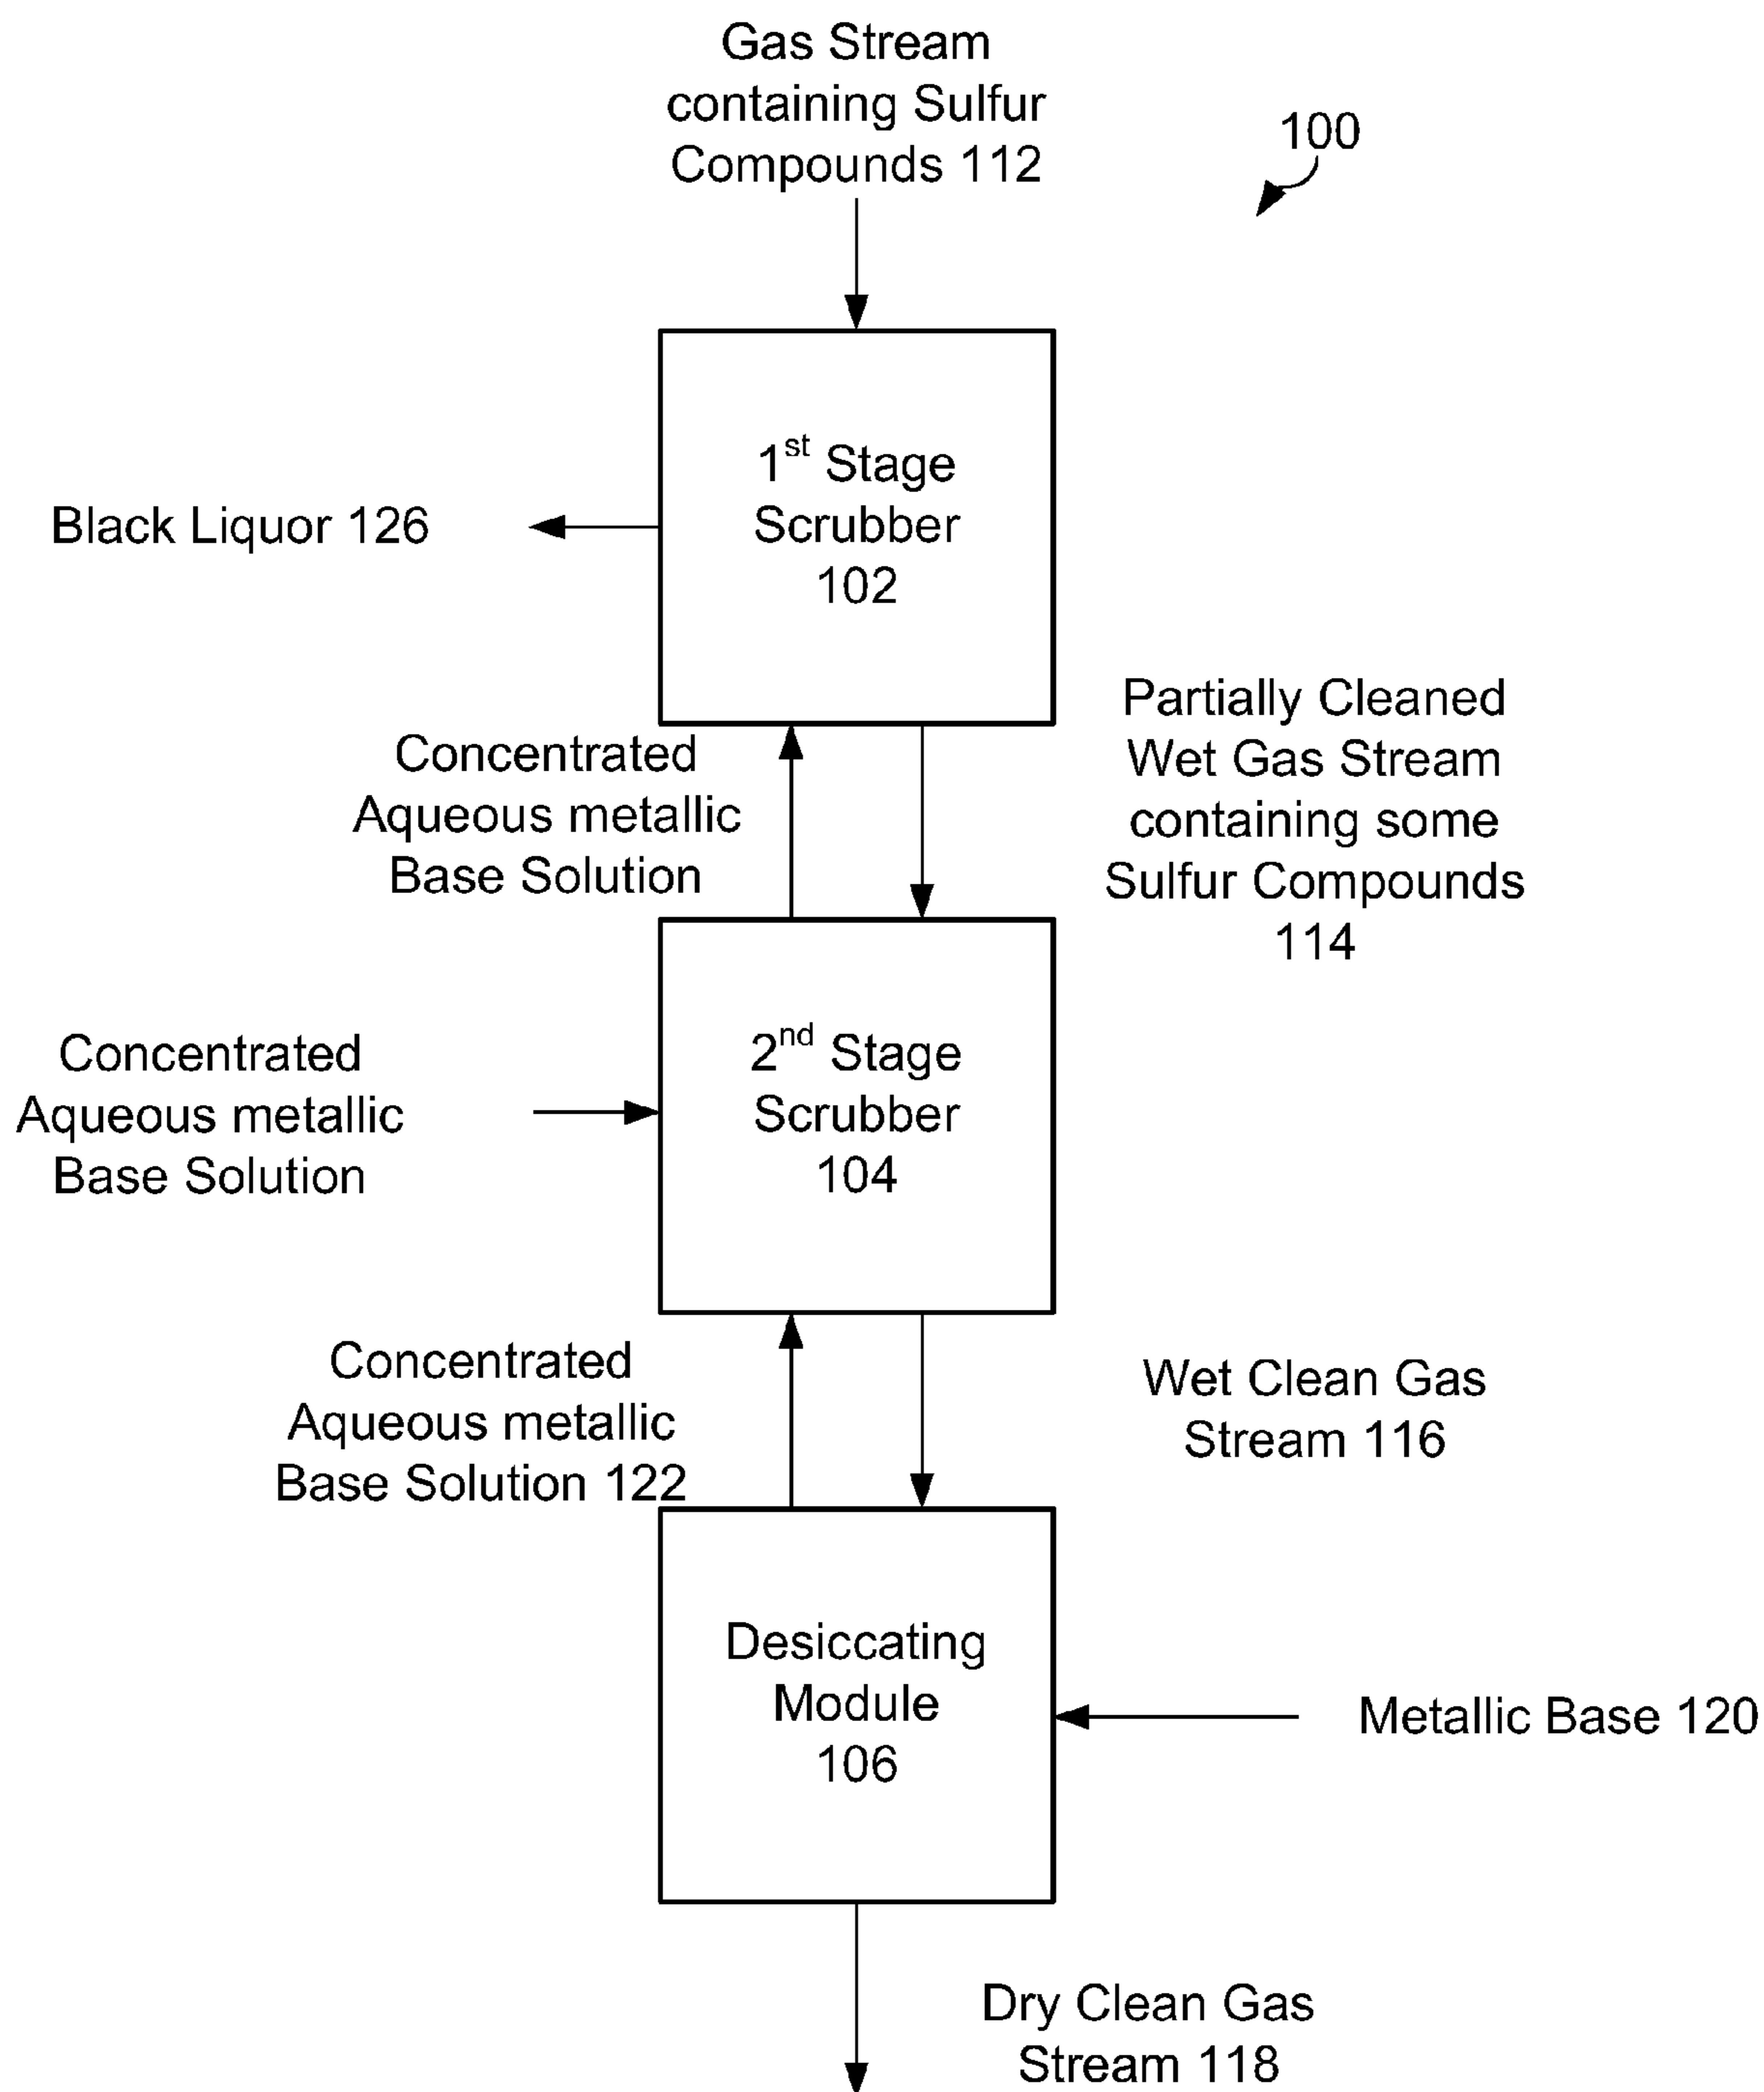 Gas Stream
containing Sulfur
Compounds 112
100
1st Stage
Scrubber
102
Black Liquor 126
Partially Cleaned
Wet Gas Stream
containing some
Sulfur Compounds
114
Concentrated
Aqueous metallic
Base Solution
2nd Stage
Scrubber
104
Concentrated
Aqueous metallic
Base Solution
Concentrated
Aqueous metallic
Base Solution 122
Wet Clean Gas
Stream 116
Desiccating
Module
106
Metallic Base 120
Dry Clean Gas
Stream 118